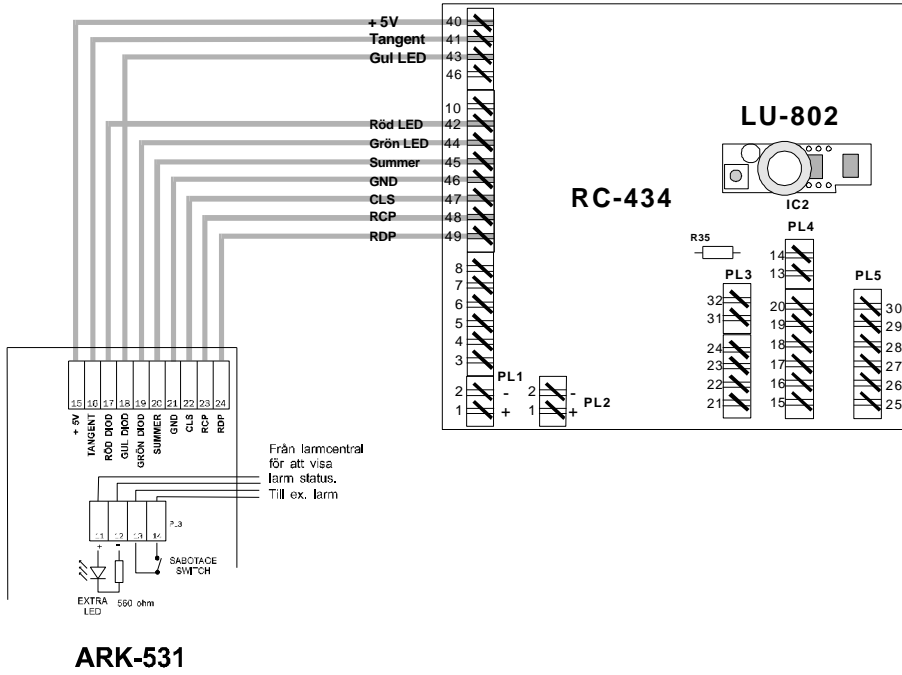 + 5V 40
Tangent 41
Gul LED 43
46
10
Röd LED 42
Grön LED 44
Summer 45
GND 46
CLS 47
RCP 48
RDP 49
8
7
6
5
4
3
PL1
2 -
1 +
2 -
1 +
PL2
RC-434
LU-802
IC2
R35
PL4
14
13
20
19
18
17
16
15
PL3
32
31
24
23
22
21
PL5
30
29
28
27
26
25
15 16 17 18 19 20 21 22 23 24
+ 5V
TANGENT
RÖD DIOD
GUL DIOD
GRÖN DIOD
SUMMER
GND
CLS
RCP
RDP
Från larmcentral
för att visa
larm status.
Till ex. larm
PL3
11 12 13 14
+ -
SABOTAGE
SWITCH
EXTRA
LED
560 ohm
ARK-531